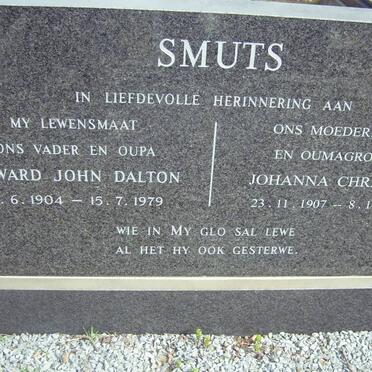 SMUTS
IN LIEFDEVOLLE HERINNERING AAN
MY LEWENSMAAT
ONS VADER EN OUPA
WARD JOHN DALTON
.6.1904 — 15.7.1979
ONS MOEDER
EN OUMAGRO
JOHANNA CHR
23.11.1907 -- 8.1
WIE IN MY GLO SAL LEWE
AL HET HY OOK GESTERWE.